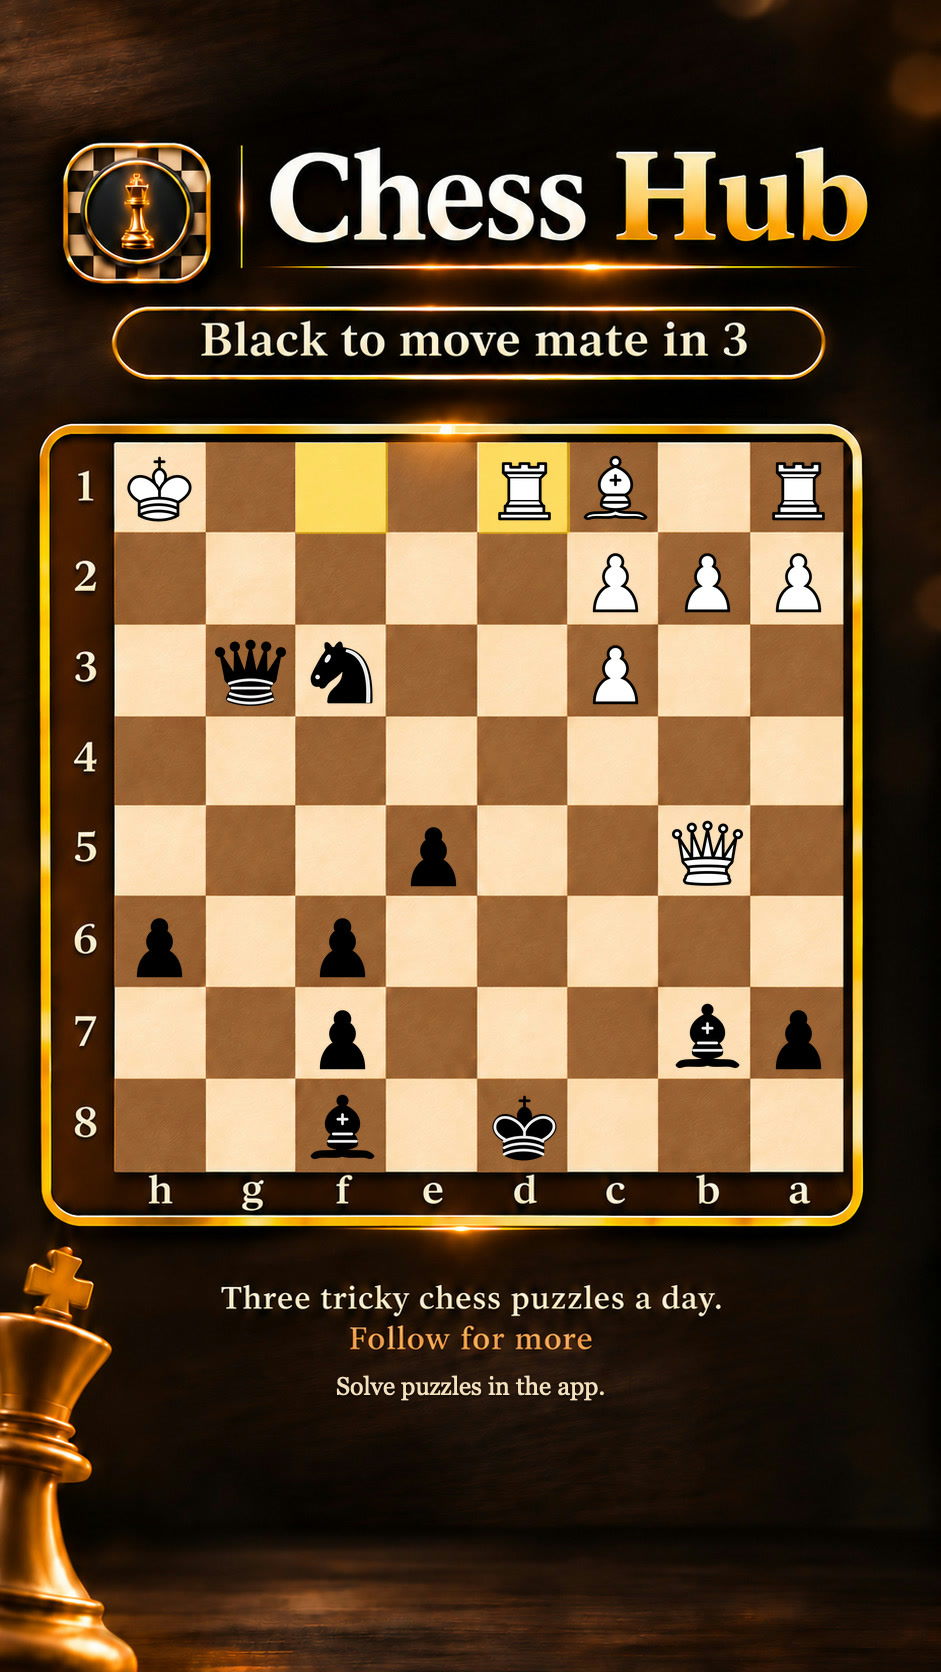 Chess Hub
Black to move mate in 3
1
2
3
4
5
6
7
8
h g f e d c b a
Three tricky chess puzzles a day.
Follow for more
Solve puzzles in the app.